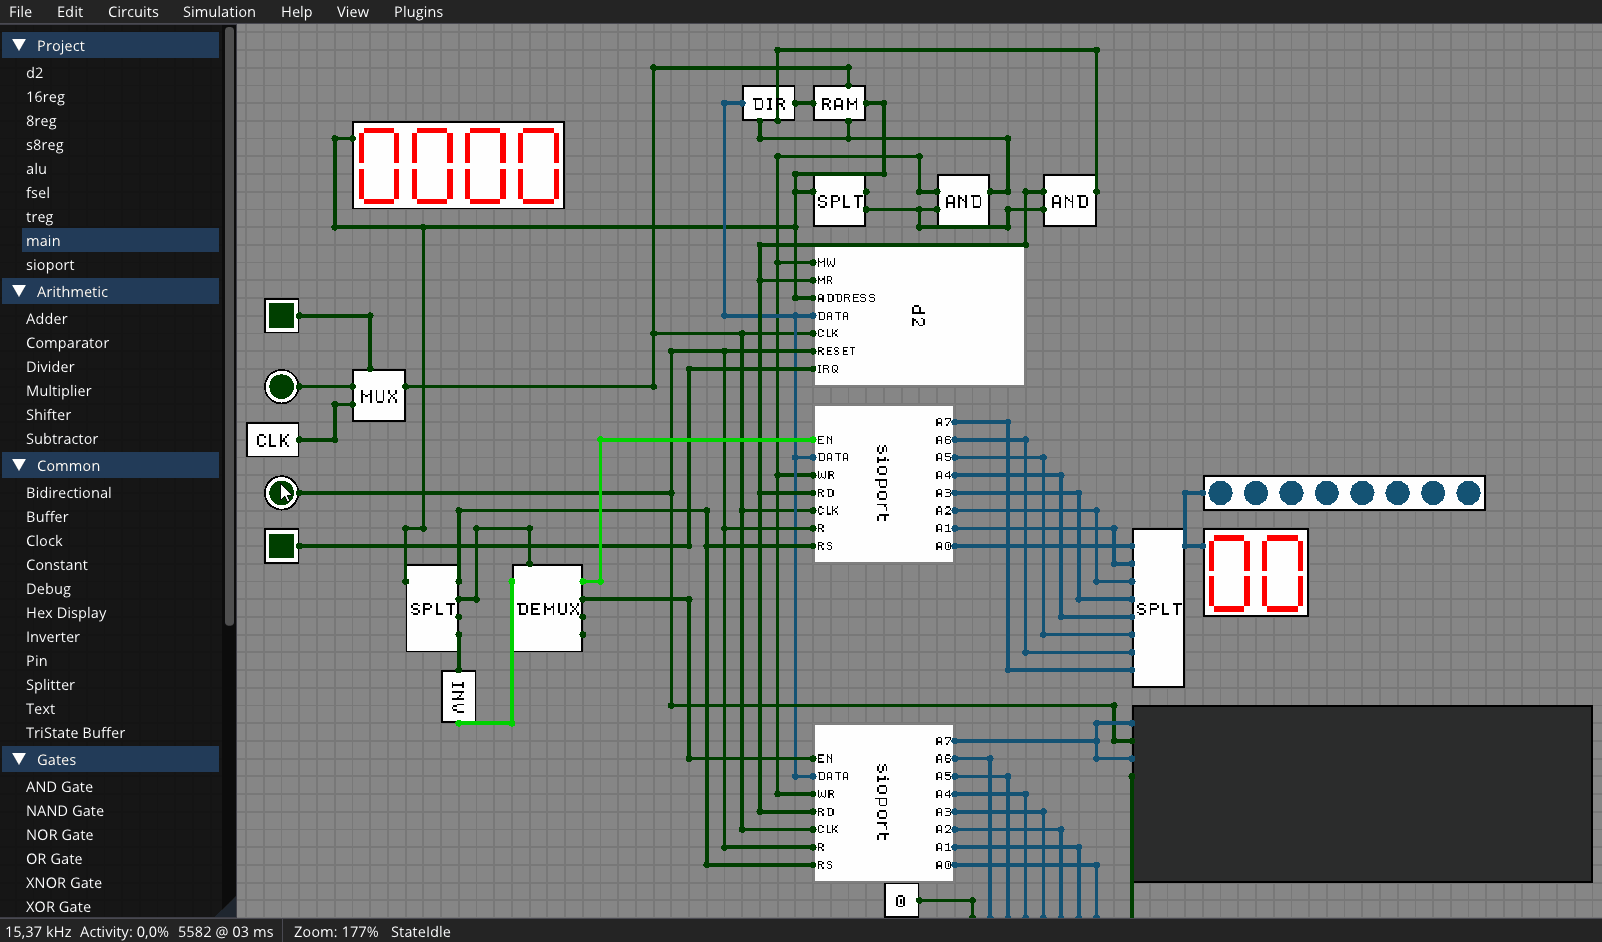 File Edit Circuits Simulation Help View Plugins
Project
d2
16reg
8reg
s8reg
alu
fsel
treg
main
sioport
Arithmetic
Adder
Comparator
Divider
Multiplier
Shifter
Subtractor
Common
Bidirectional
Buffer
Clock
Constant
Debug
Hex Display
Inverter
Pin
Splitter
Text
TriState Buffer
Gates
AND Gate
NAND Gate
NOR Gate
OR Gate
XNOR Gate
XOR Gate
DIR RAM
0000
SPLT AND AND
MW
MR
ADDRESS
DATA
CLK
RESET
IRQ
d2
MUX
CLK
EN
DATA
WR
RD
CLK
R
RS
sioport
A7
A6
A5
A4
A3
A2
A1
A0
00
SPLT DEMUX SPLT
INV
EN
DATA
WR
RD
CLK
R
RS
sioport
A7
A6
A5
A4
A3
A2
A1
A0
0
15,37 kHz Activity: 0,0% 5582 @ 03 ms Zoom: 177% StateIdle